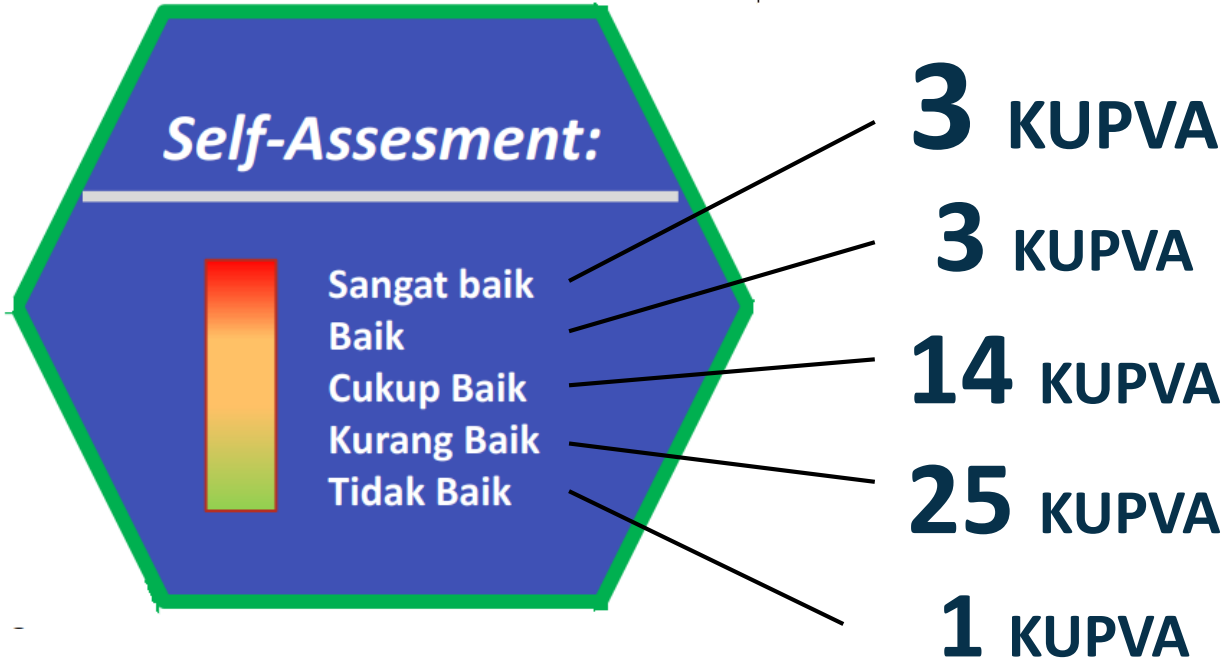 Self-Assesment:
Sangat baik
Baik
Cukup Baik
Kurang Baik
Tidak Baik
3 KUPVA
3 KUPVA
14 KUPVA
25 KUPVA
1 KUPVA